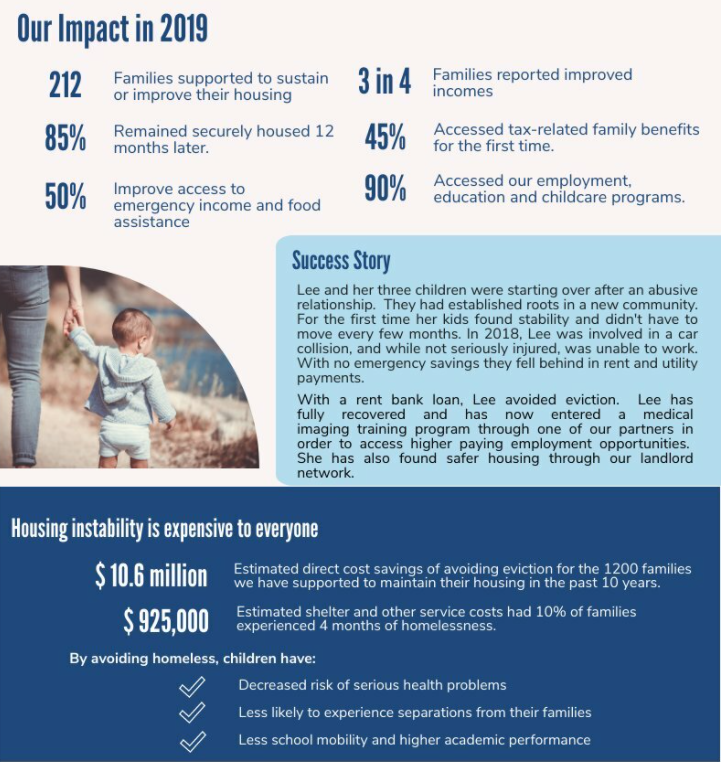 Our Impact in 2019
212
Families supported to sustain
or improve their housing
3 in 4
Families reported improved
incomes
85%
Remained securely housed 12
months later.
45%
Accessed tax-related family benefits
for the first time.
50%
Improve access to
emergency income and food
assistance
90%
Accessed our employment,
education and childcare programs.
Success Story
Lee and her three children were starting over after an abusive
relationship. They had established roots in a new community.
For the first time her kids found stability and didn't have to
move every few months. In 2018, Lee was involved in a car
collision, and while not seriously injured, was unable to work.
With no emergency savings they fell behind in rent and utility
payments.
With a rent bank loan, Lee avoided eviction. Lee has
fully recovered and has now entered a medical
imaging training program through one of our partners in
order to access higher paying employment opportunities.
She has also found safer housing through our landlord
network.
Housing instability is expensive to everyone
$ 10.6 million
Estimated direct cost savings of avoiding eviction for the 1200 families
we have supported to maintain their housing in the past 10 years.
$ 925,000
Estimated shelter and other service costs had 10% of families
experienced 4 months of homelessness.
By avoiding homeless, children have:
Decreased risk of serious health problems
Less likely to experience separations from their families
Less school mobility and higher academic performance